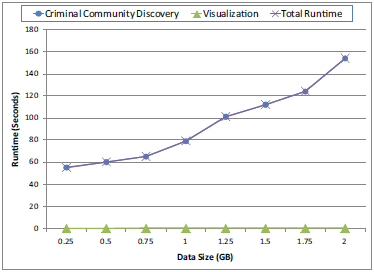 Criminal Community Discovery Visualization Total Runtime
180
160
140
120
100
80
60
40
20
0
Runtime (Seconds)
0.25 0.5 0.75 1 1.25 1.5 1.75 2
Data Size (GB)